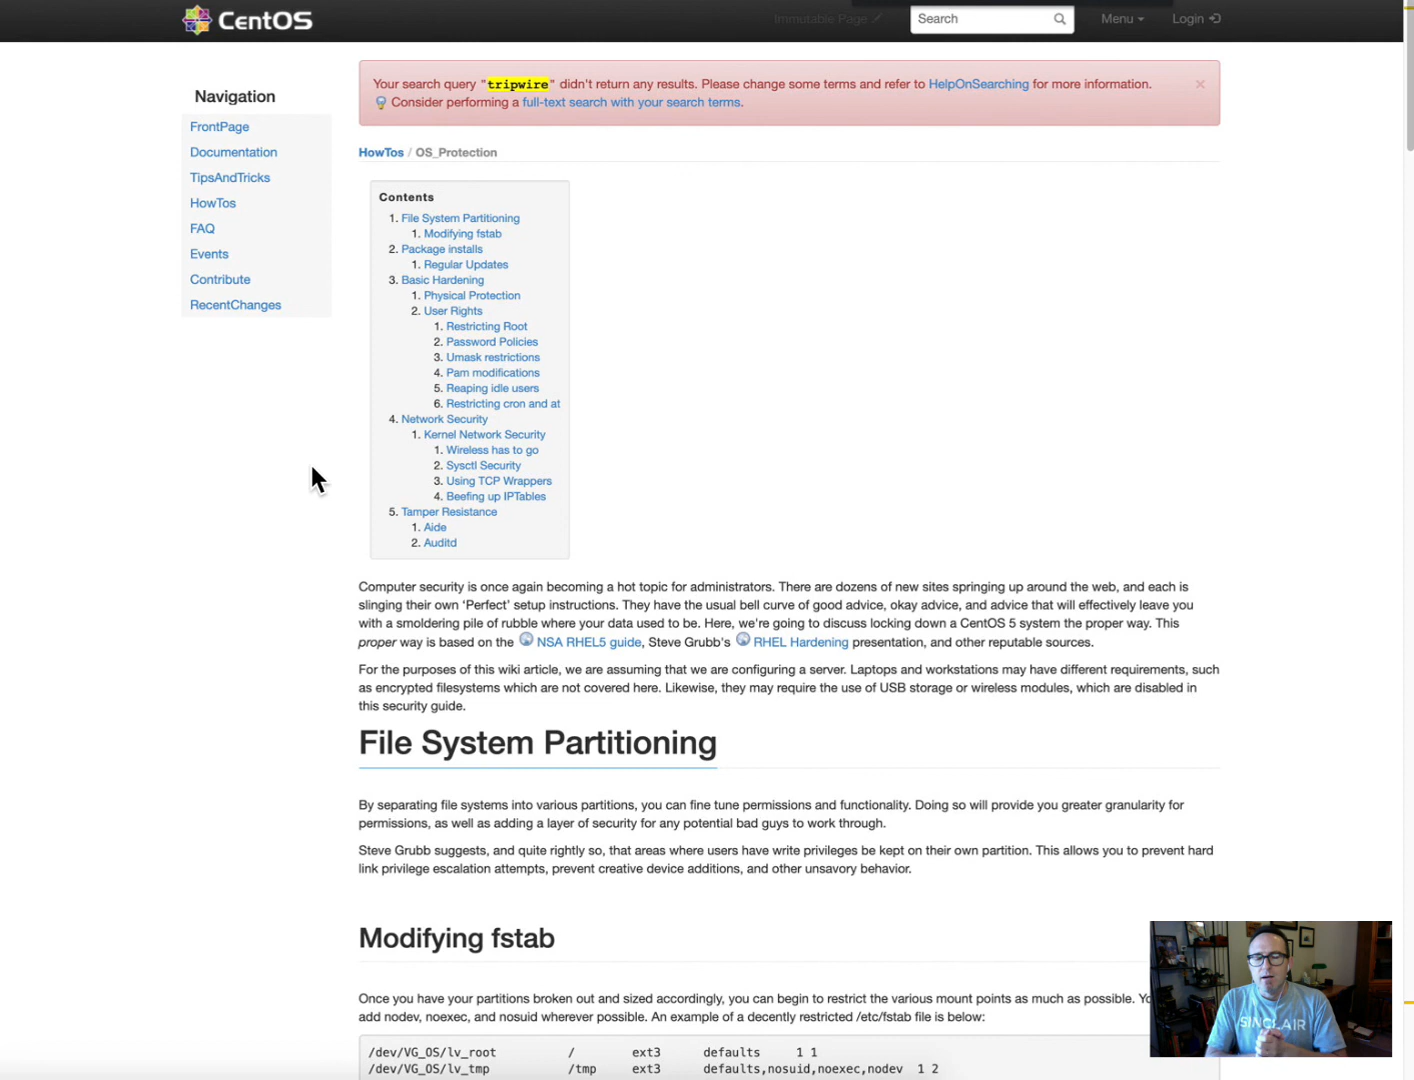 CentOS
Immutable Page
Search
Menu
Login
Your search query "tripwire" didn't return any results. Please change some terms and refer to HelpOnSearching for more information.
Consider performing a full-text search with your search terms.
Navigation
FrontPage
Documentation
TipsAndTricks
HowTos
FAQ
Events
Contribute
RecentChanges
HowTos / OS_Protection
Contents
1. File System Partitioning
1. Modifying fstab
2. Package installs
1. Regular Updates
3. Basic Hardening
1. Physical Protection
2. User Rights
1. Restricting Root
2. Password Policies
3. Umask restrictions
4. Pam modifications
5. Reaping idle users
6. Restricting cron and at
4. Network Security
1. Kernel Network Security
1. Wireless has to go
2. Sysctl Security
3. Using TCP Wrappers
4. Beefing up IPTables
5. Tamper Resistance
1. Aide
2. Auditd
Computer security is once again becoming a hot topic for administrators. There are dozens of new sites springing up around the web, and each is
slinging their own ‘Perfect’ setup instructions. They have the usual bell curve of good advice, okay advice, and advice that will effectively leave you
with a smoldering pile of rubble where your data used to be. Here, we're going to discuss locking down a CentOS 5 system the proper way. This
proper way is based on the NSA RHEL5 guide, Steve Grubb's RHEL Hardening presentation, and other reputable sources.
For the purposes of this wiki article, we are assuming that we are configuring a server. Laptops and workstations may have different requirements, such
as encrypted filesystems which are not covered here. Likewise, they may require the use of USB storage or wireless modules, which are disabled in
this security guide.
File System Partitioning
By separating file systems into various partitions, you can fine tune permissions and functionality. Doing so will provide you greater granularity for
permissions, as well as adding a layer of security for any potential bad guys to work through.
Steve Grubb suggests, and quite rightly so, that areas where users have write privileges be kept on their own partition. This allows you to prevent hard
link privilege escalation attempts, prevent creative device additions, and other unsavory behavior.
Modifying fstab
Once you have your partitions broken out and sized accordingly, you can begin to restrict the various mount points as much as possible.
add nodev, noexec, and nosuid wherever possible. An example of a decently restricted /etc/fstab file is below:
/dev/VG_OS/lv_root / ext3 defaults 1 1
/dev/VG_OS/lv_tmp /tmp ext3 defaults,nosuid,noexec,nodev 1 2
SINCLAIR